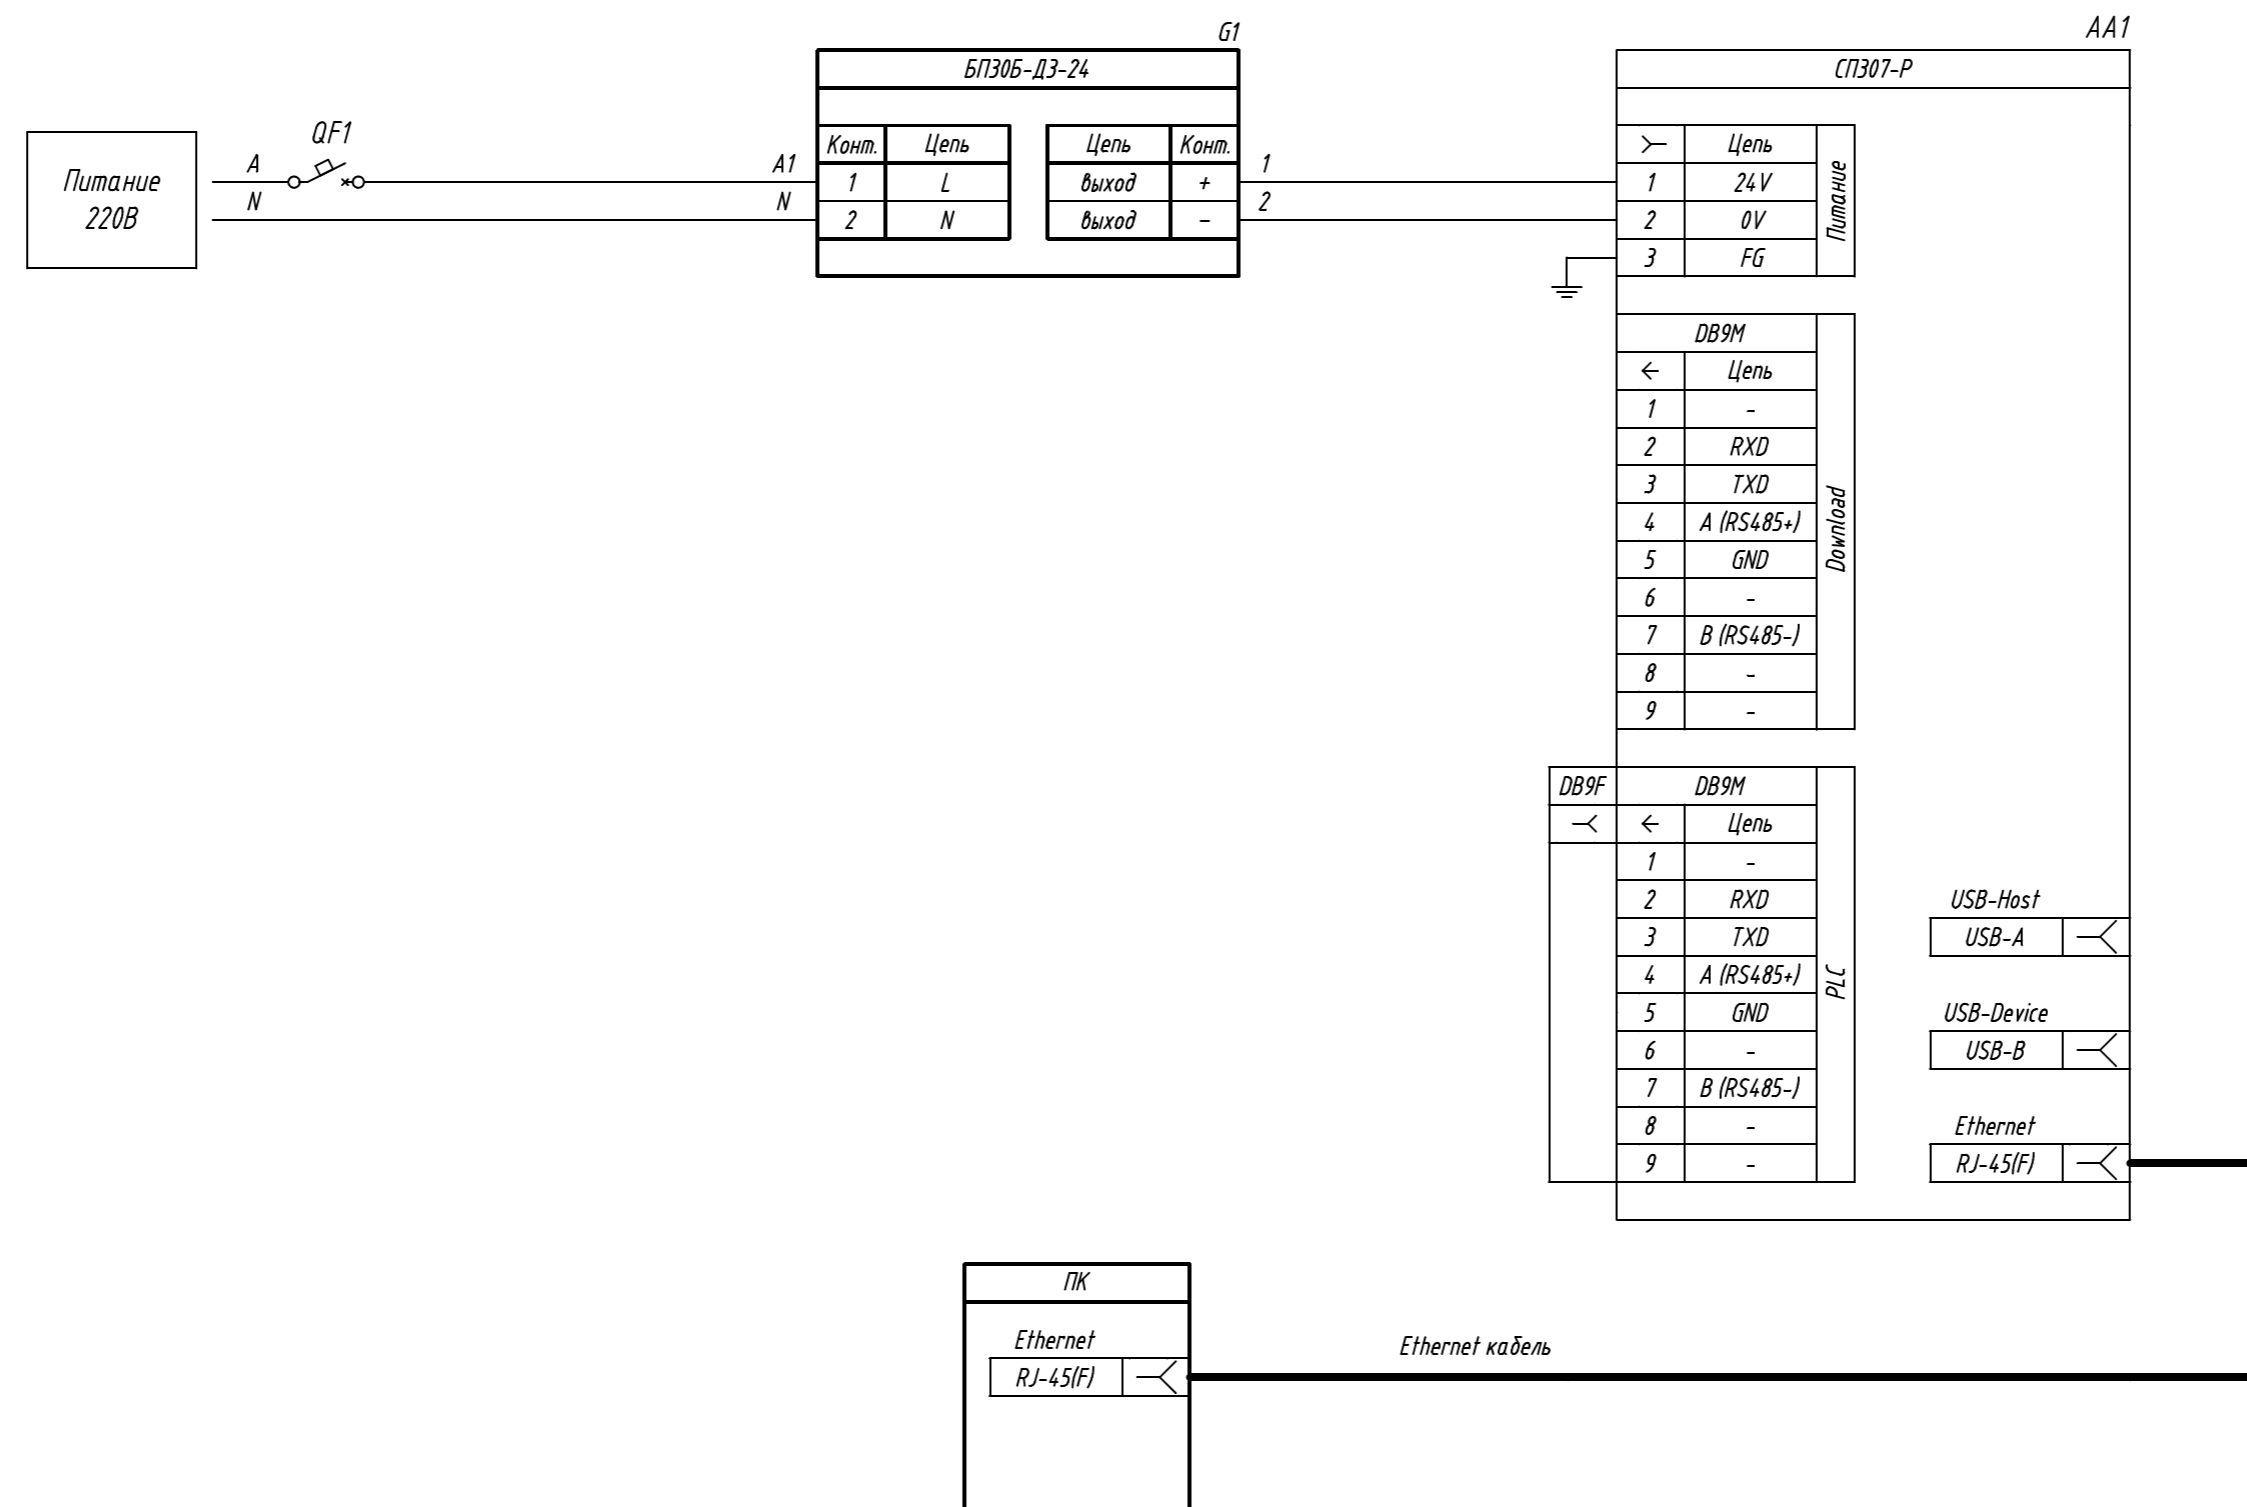 G1
AA1
БП30Б-Д3-24
СП307-Р
QF1
Питание
220В
A
N
A1
N
Конт.
Цепь
1
L
2
N
Цепь
Конт.
выход
+
выход
-
1
2
Цепь
1
24V
2
0V
3
FG
Питание
DB9M
Цепь
1
-
2
RXD
3
TXD
4
A (RS485+)
5
GND
6
-
7
B (RS485-)
8
-
9
-
Download
DB9F
DB9M
Цепь
1
-
2
RXD
3
TXD
4
A (RS485+)
5
GND
6
-
7
B (RS485-)
8
-
9
-
PLC
USB-Host
USB-A
USB-Device
USB-B
Ethernet
RJ-45(F)
ПК
Ethernet
RJ-45(F)
Ethernet кабель